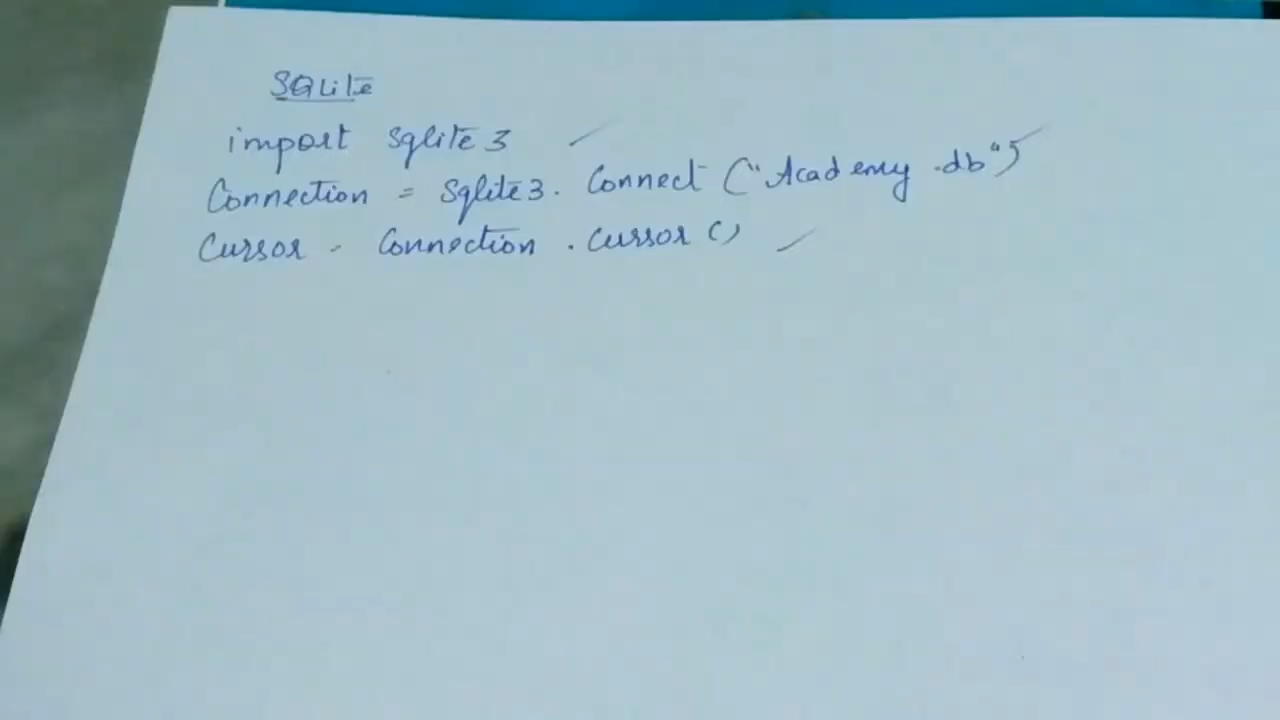 SQLite
import sqlite3
Connection = Sqlite3. Connect ("Academy .db")
Cursor - Connection . Cursor ()